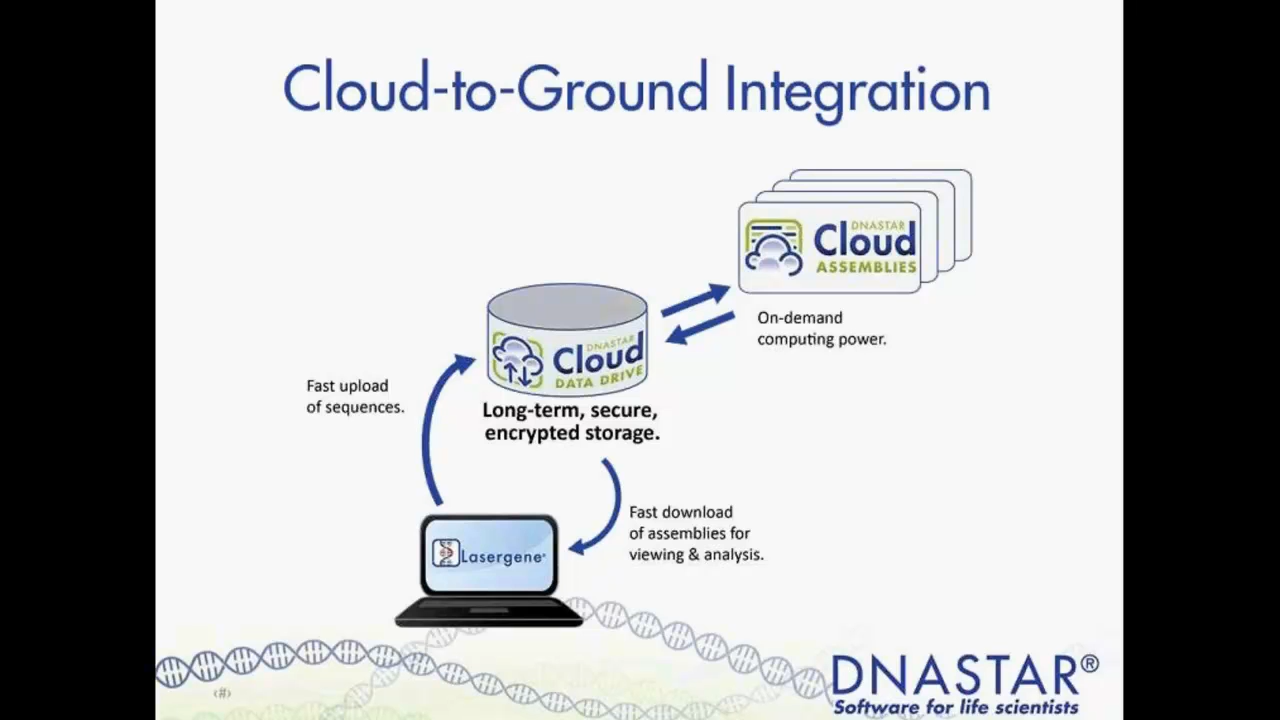 Cloud-to-Ground Integration
DNASTAR
Cloud
ASSEMBLIES
On-demand
computing power.
DNASTAR
Cloud
DATA DRIVE
Long-term, secure,
encrypted storage.
Fast upload
of sequences.
Fast download
of assemblies for
viewing & analysis.
Lasergene®
‹#›
DNASTAR®
Software for life scientists